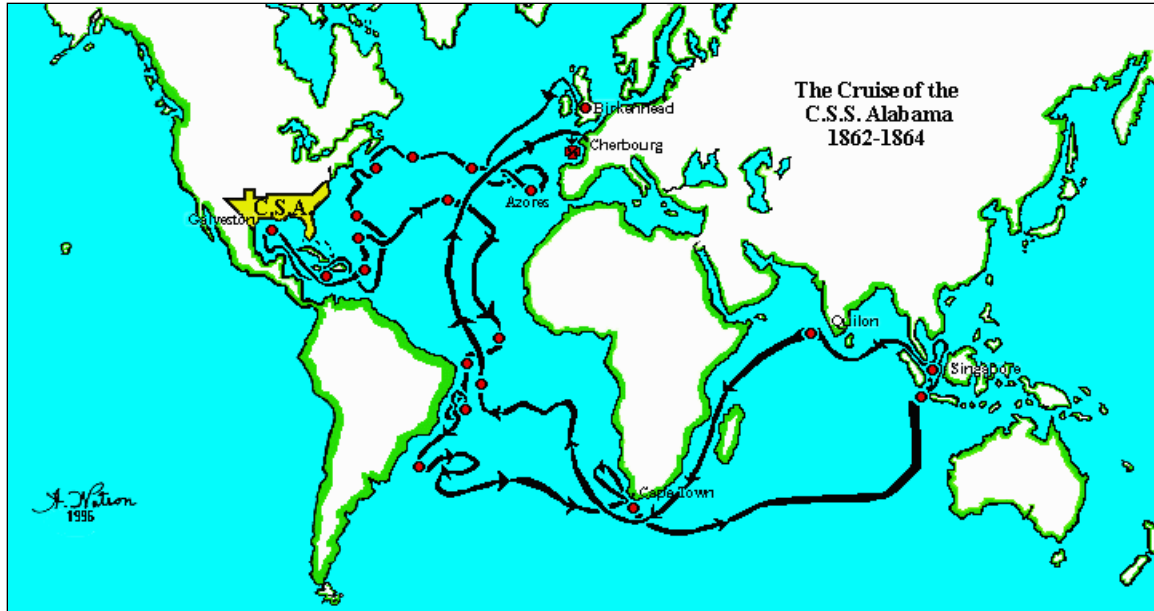 The Cruise of the
C.S.S. Alabama
1862-1864
Birkenhead
Cherbourg
Azores
C.S.A.
Galveston
Quilon
Singapore
Cape Town
A. Watson
1996